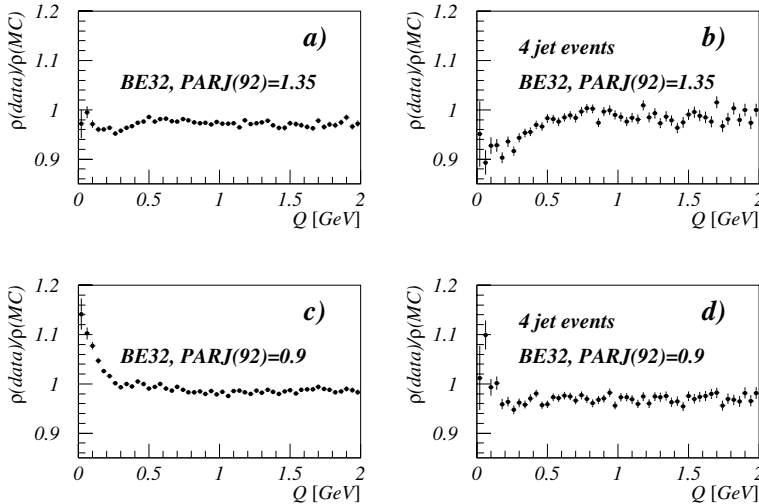 ρ(data)/ρ(MC)
a)
BE32, PARJ(92)=1.35
1.2
1.1
1
0.9
0
0.5
1
1.5
2
Q [GeV]
ρ(data)/ρ(MC)
b)
4 jet events
BE32, PARJ(92)=1.35
1.2
1.1
1
0.9
0
0.5
1
1.5
2
Q [GeV]
ρ(data)/ρ(MC)
c)
BE32, PARJ(92)=0.9
1.2
1.1
1
0.9
0
0.5
1
1.5
2
Q [GeV]
ρ(data)/ρ(MC)
d)
4 jet events
BE32, PARJ(92)=0.9
1.2
1.1
1
0.9
0
0.5
1
1.5
2
Q [GeV]